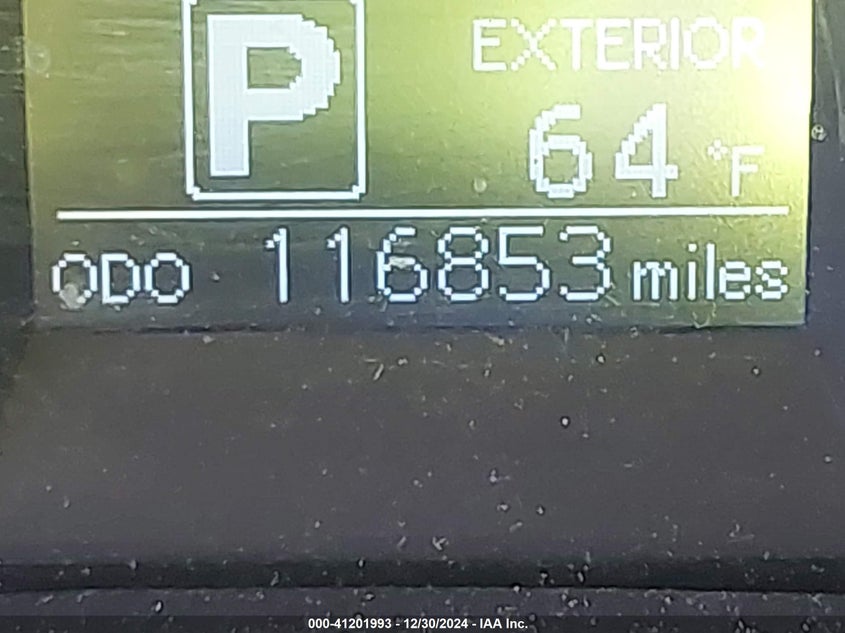 P
EXTERIOR
64 °F
ODO 116853 miles
000-41201993 - 12/30/2024 - IAA Inc.